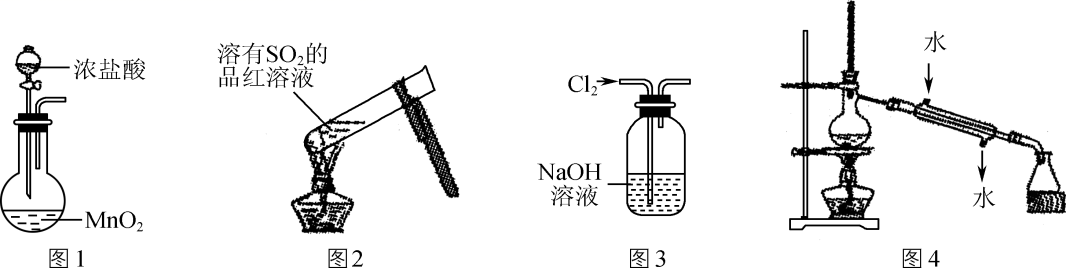 浓盐酸
MnO₂
图1
溶有SO₂的
品红溶液
图2
Cl₂
NaOH
溶液
图3
水
水
图4